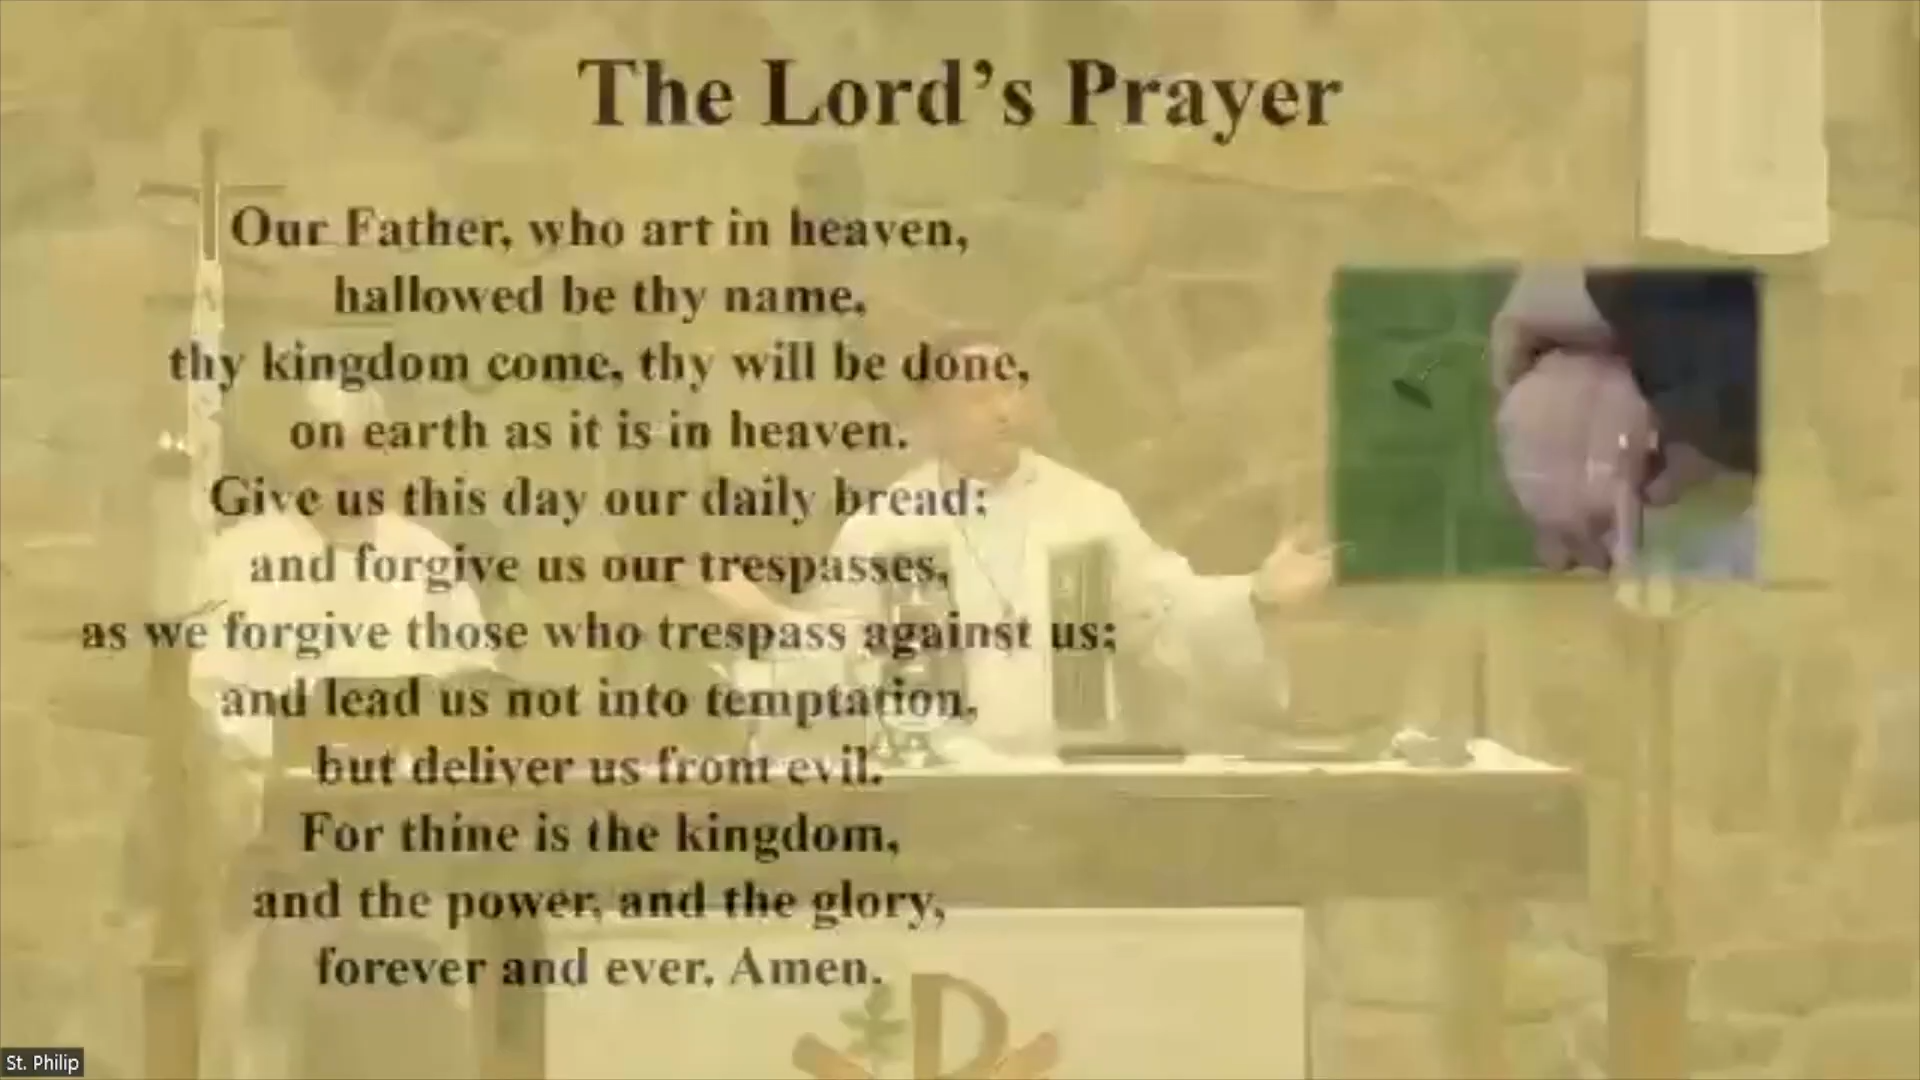 The Lord's Prayer
Our Father, who art in heaven,
hallowed be thy name,
thy kingdom come, thy will be done,
on earth as it is in heaven.
Give us this day our daily bread;
and forgive us our trespasses,
as we forgive those who trespass against us;
and lead us not into temptation,
but deliver us from evil.
For thine is the kingdom,
and the power, and the glory,
forever and ever. Amen.
St. Philip